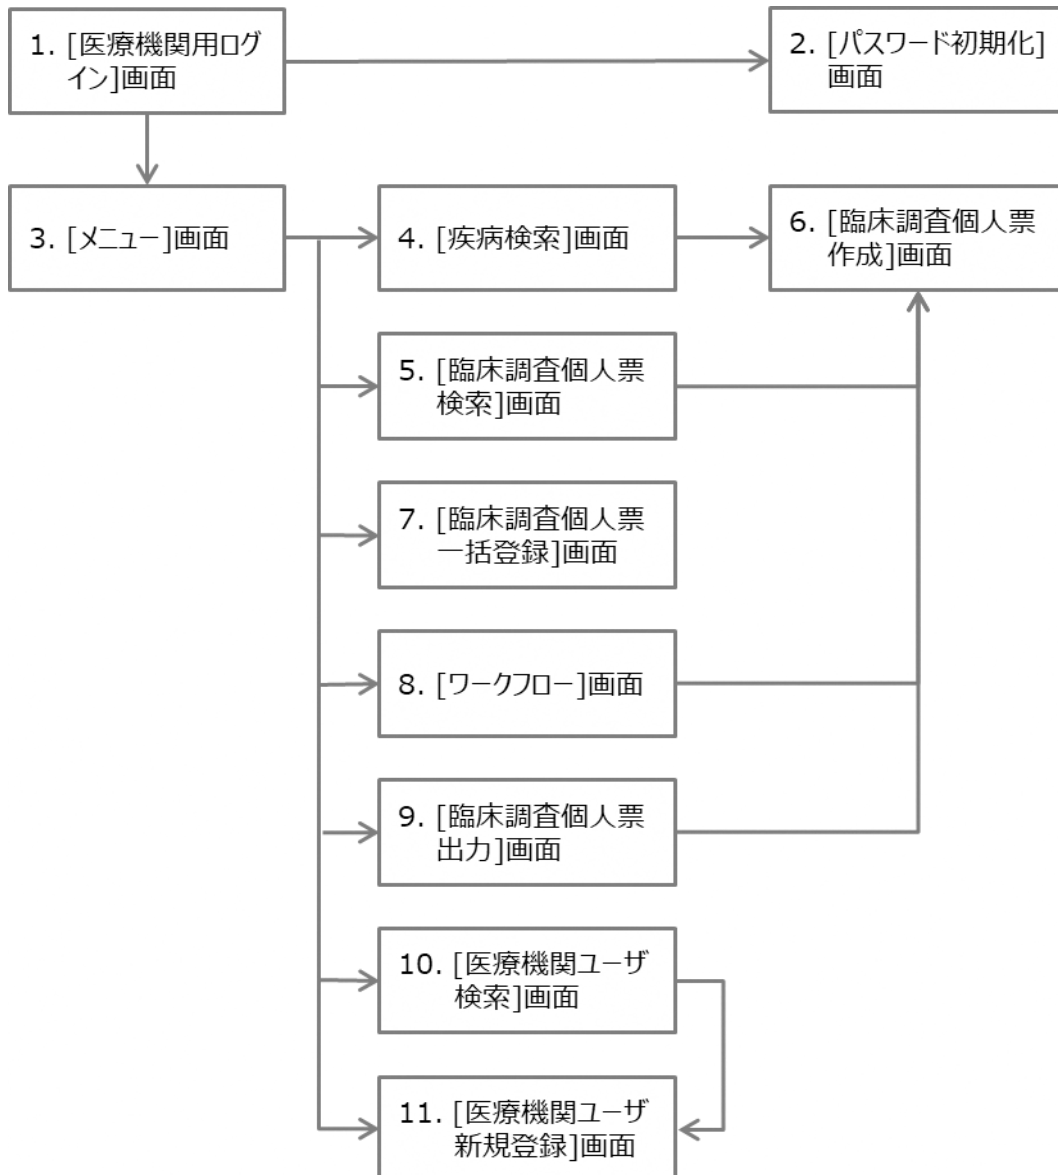 1. [医療機関用ログ
イン]画面
2. [パスワード初期化]
画面
3. [メニュー]画面
4. [疾病検索]画面
6. [臨床調査個人票
作成]画面
5. [臨床調査個人票
検索]画面
7. [臨床調査個人票
一括登録]画面
8. [ワークフロー]画面
9. [臨床調査個人票
出力]画面
10. [医療機関ユーザ
検索]画面
11. [医療機関ユーザ
新規登録]画面